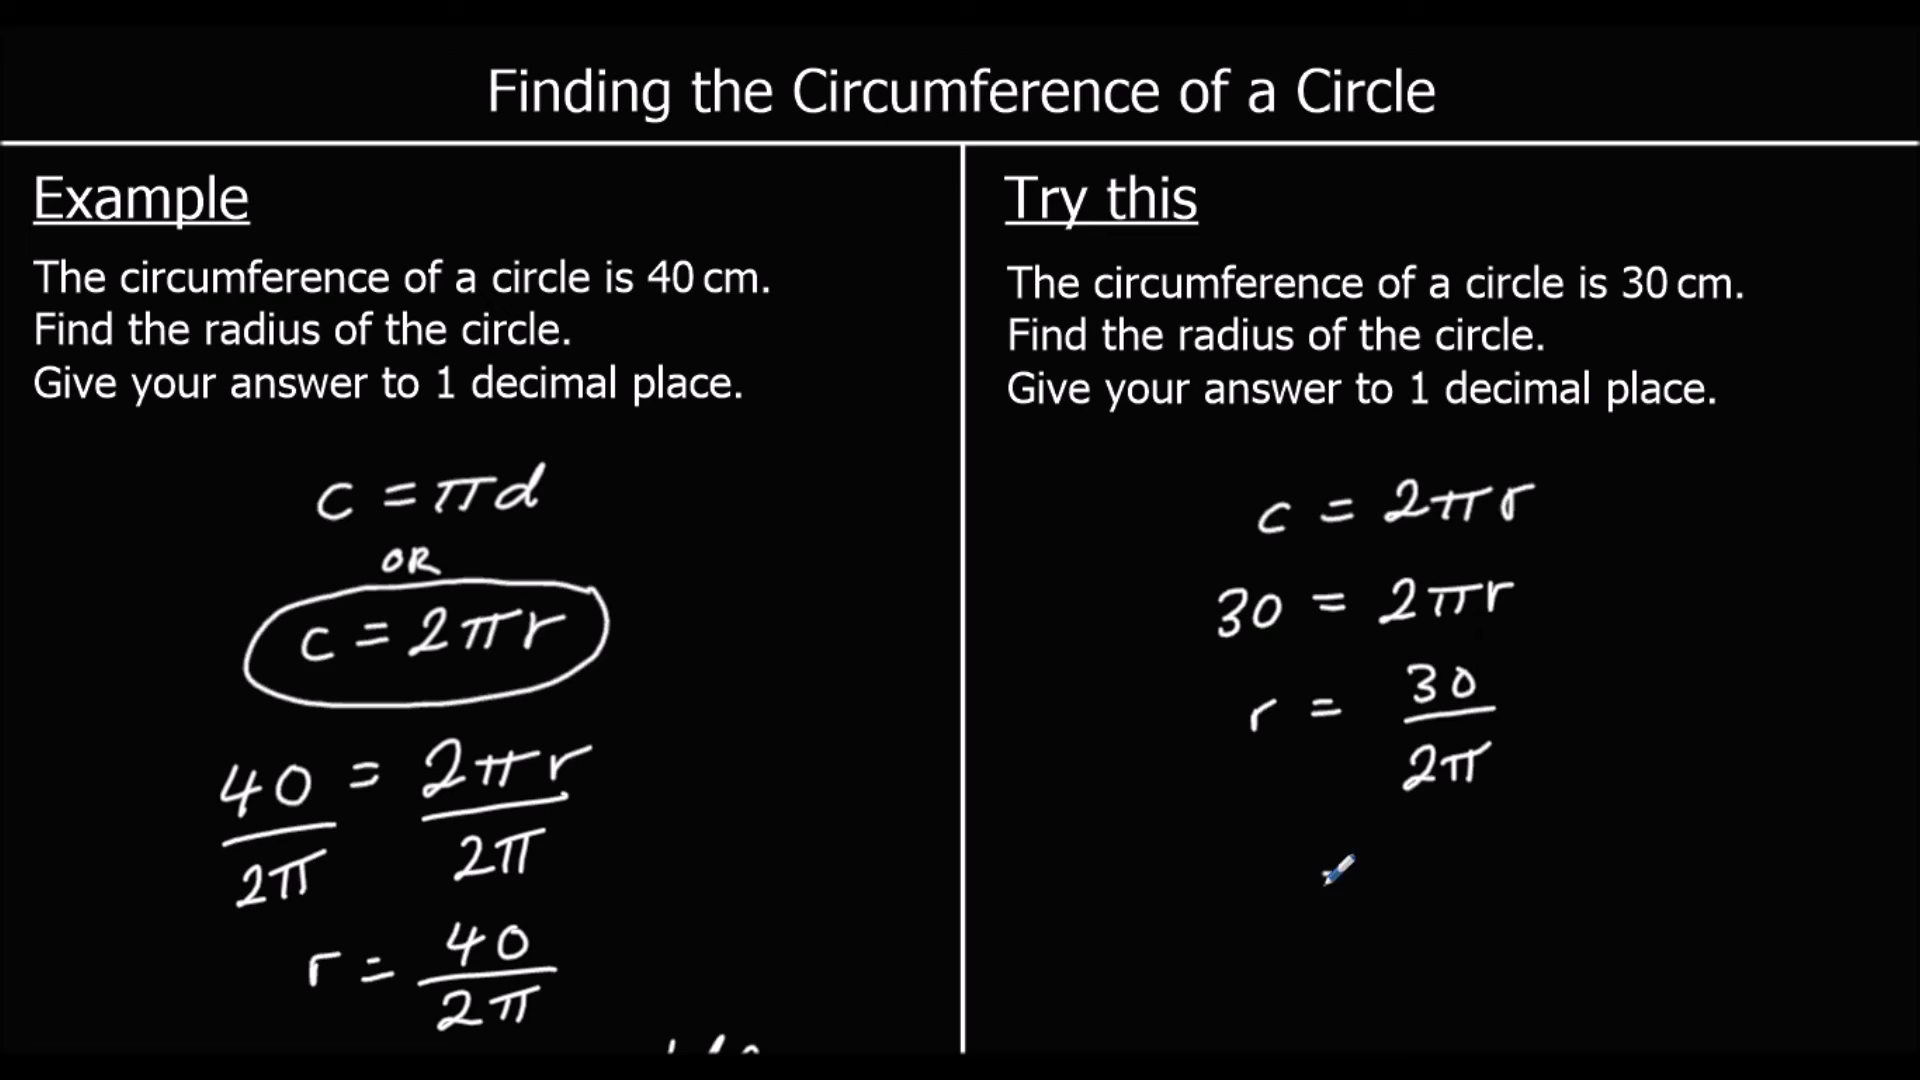 Finding the Circumference of a Circle
Example
The circumference of a circle is 40 cm.
Find the radius of the circle.
Give your answer to 1 decimal place.
c = πd
OR
c = 2πr
40 = 2πr
2π 2π
r = 40
2π
Try this
The circumference of a circle is 30 cm.
Find the radius of the circle.
Give your answer to 1 decimal place.
c = 2πr
30 = 2πr
r = 30
2π